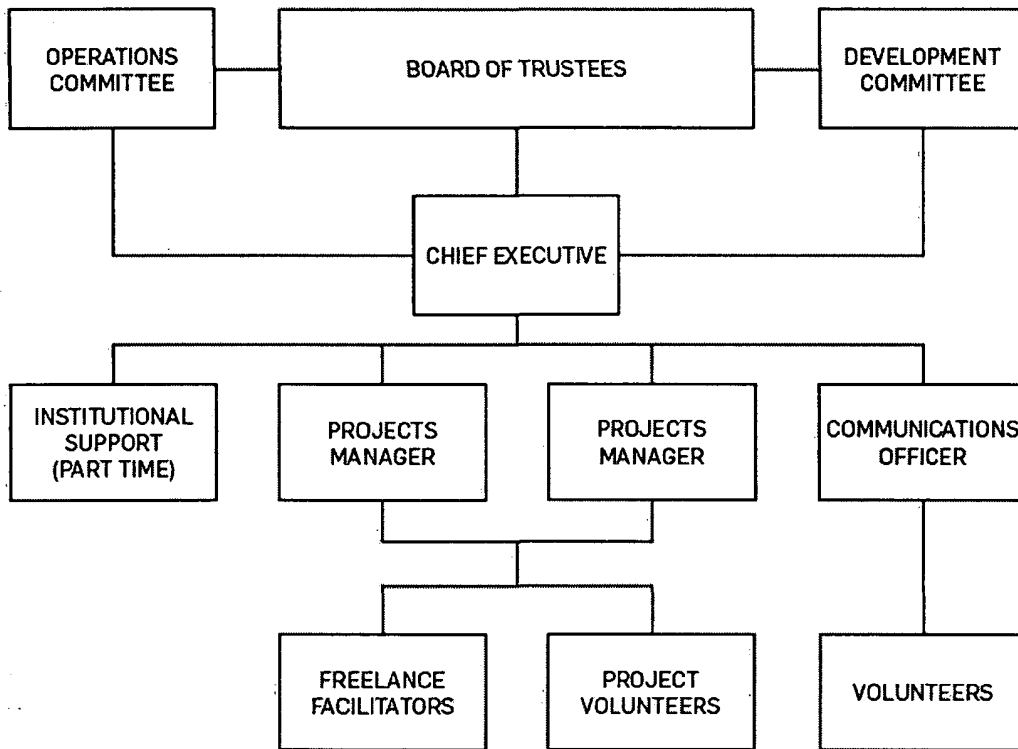 OPERATIONS
COMMITTEE
BOARD OF TRUSTEES
DEVELOPMENT
COMMITTEE
CHIEF EXECUTIVE
INSTITUTIONAL
SUPPORT
(PART TIME)
PROJECTS
MANAGER
PROJECTS
MANAGER
COMMUNICATIONS
OFFICER
FREELANCE
FACILITATORS
PROJECT
VOLUNTEERS
VOLUNTEERS